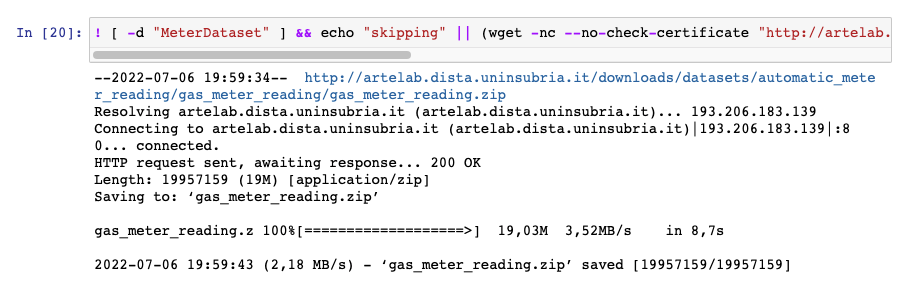 In [20]: ! [ -d "MeterDataset" ] && echo "skipping" || (wget -nc --no-check-certificate "http://artelab.
--2022-07-06 19:59:34--  http://artelab.dista.uninsubria.it/downloads/datasets/automatic_mete
r_reading/gas_meter_reading/gas_meter_reading.zip
Resolving artelab.dista.uninsubria.it (artelab.dista.uninsubria.it)... 193.206.183.139
Connecting to artelab.dista.uninsubria.it (artelab.dista.uninsubria.it)|193.206.183.139|:8
0... connected.
HTTP request sent, awaiting response... 200 OK
Length: 19957159 (19M) [application/zip]
Saving to: ‘gas_meter_reading.zip’
gas_meter_reading.z 100%[===================>]  19,03M  3,52MB/s    in 8,7s
2022-07-06 19:59:43 (2,18 MB/s) - ‘gas_meter_reading.zip’ saved [19957159/19957159]